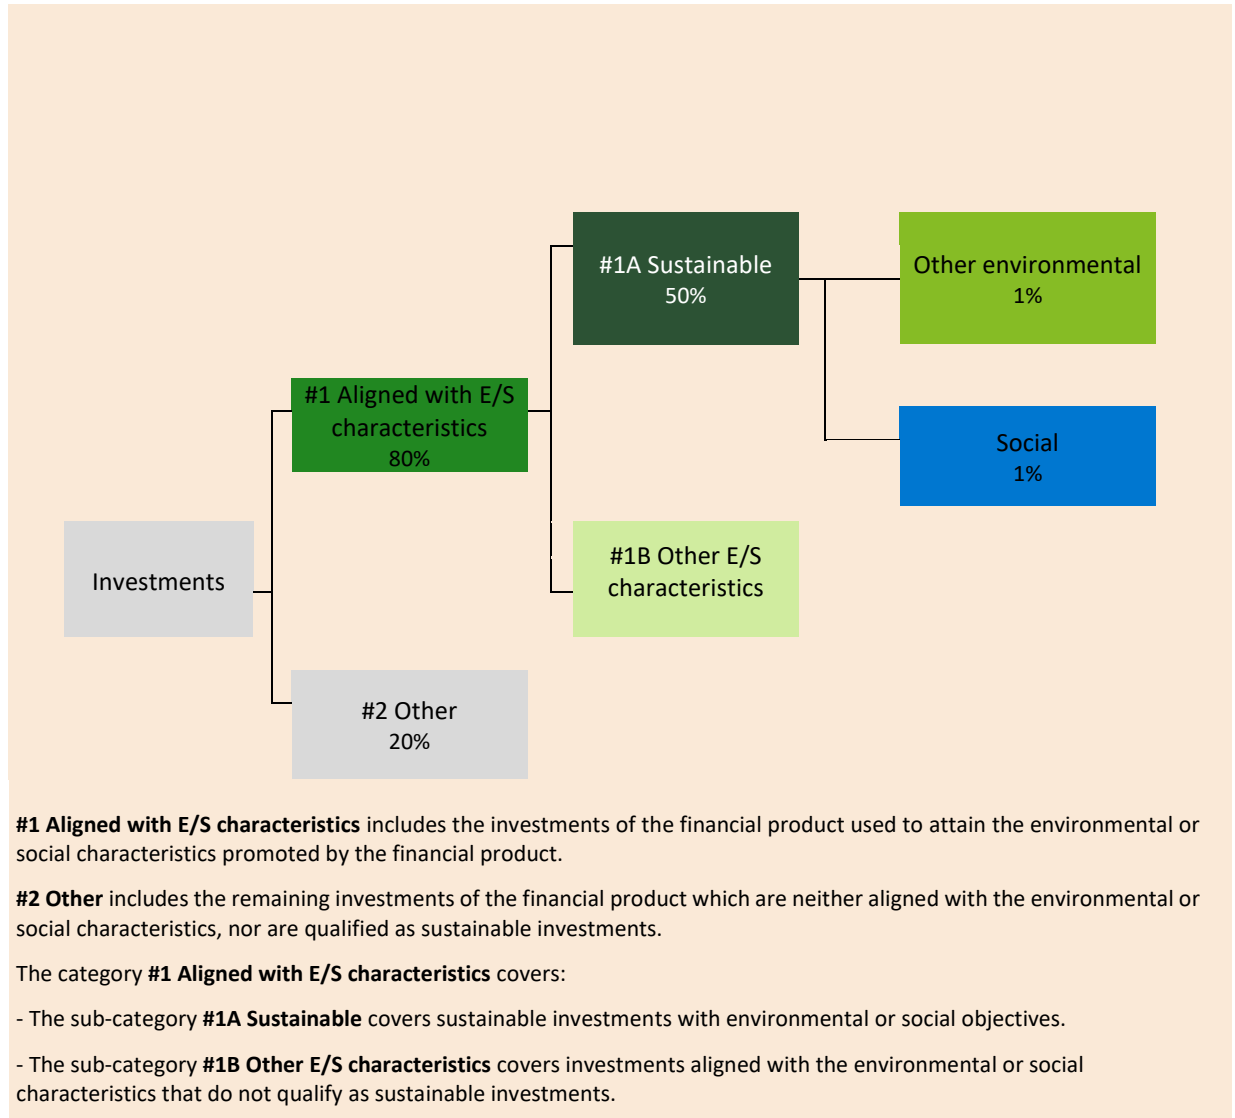 #1A Sustainable
50%
Other environmental
1%
#1 Aligned with E/S
characteristics
80%
Social
1%
Investments
#1B Other E/S
characteristics
#2 Other
20%
#1 Aligned with E/S characteristics includes the investments of the financial product used to attain the environmental or
social characteristics promoted by the financial product.
#2 Other includes the remaining investments of the financial product which are neither aligned with the environmental or
social characteristics, nor are qualified as sustainable investments.
The category #1 Aligned with E/S characteristics covers:
- The sub-category #1A Sustainable covers sustainable investments with environmental or social objectives.
- The sub-category #1B Other E/S characteristics covers investments aligned with the environmental or social
characteristics that do not qualify as sustainable investments.